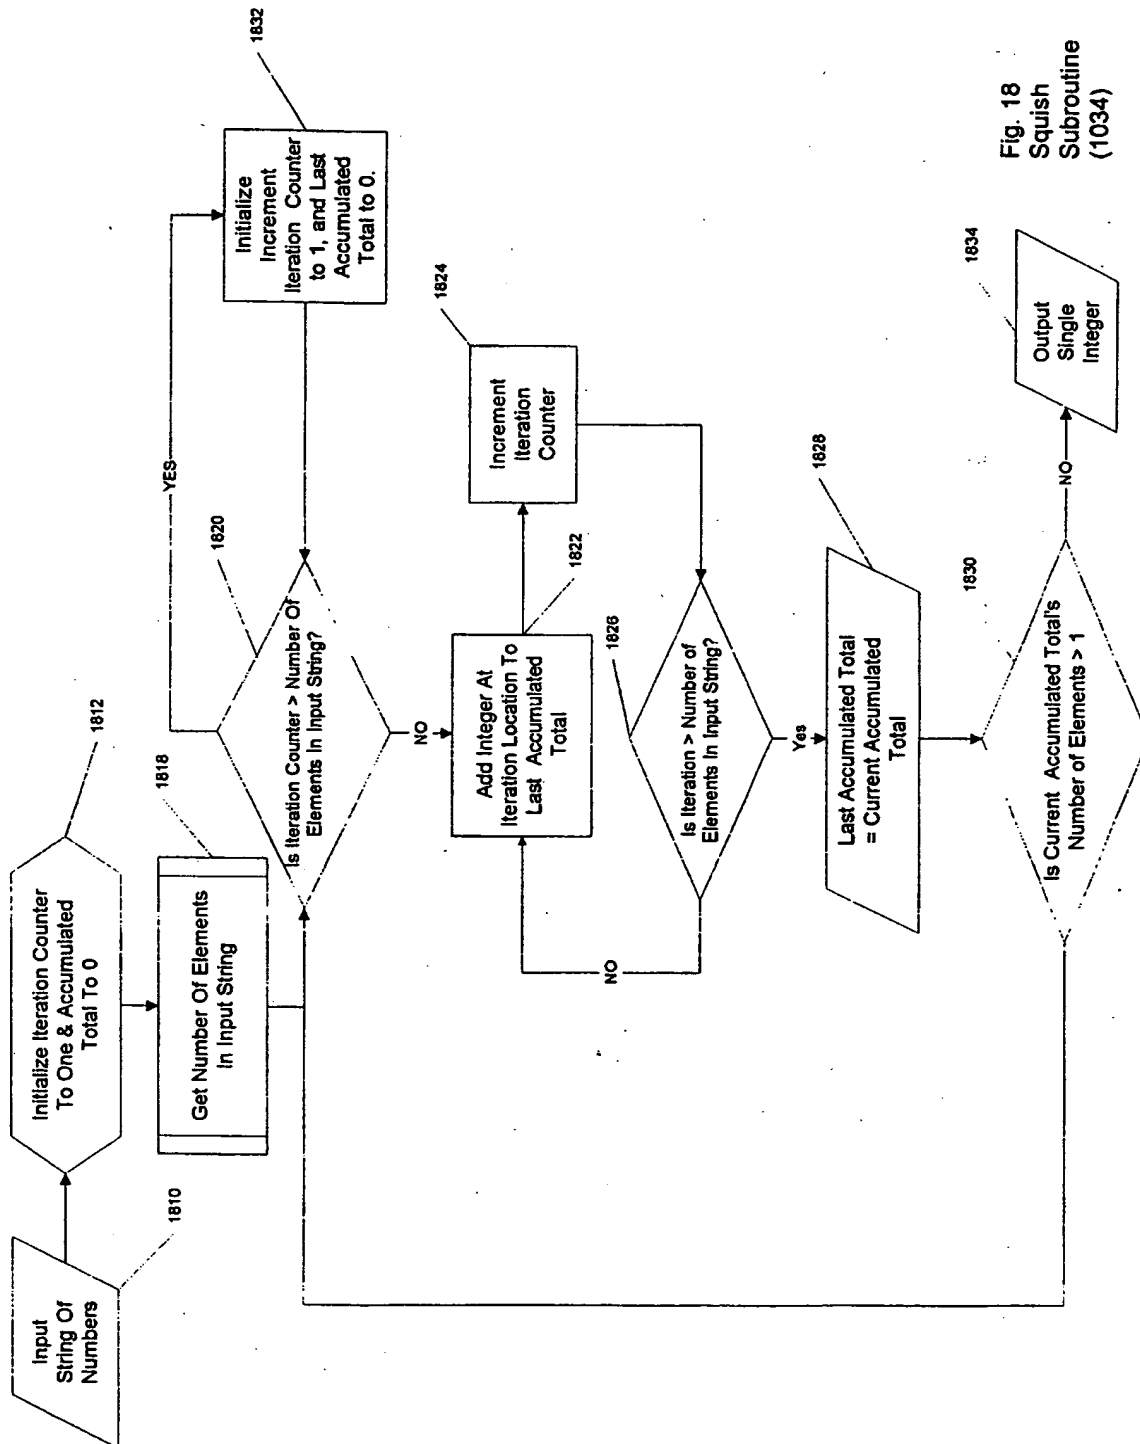 Input
String Of
Numbers
1810
Initialize Iteration Counter
To One & Accumulated
Total To 0
1812
Get Number Of Elements
In Input String
1818
Is Iteration Counter > Number Of
Elements In Input String?
1820
YES
Initialize
Increment
Iteration Counter
to 1, and Last
Accumulated
Total to 0.
1832
NO
Add Integer At
Iteration Location To
Last Accumulated
Total
1822
Increment
Iteration
Counter
1824
Is Iteration > Number of
Elements In Input String?
1826
NO
Yes
Last Accumulated Total
= Current Accumulated
Total
1828
Is Current Accumulated Total's
Number of Elements > 1
1830
NO
Output
Single
Integer
1834
Fig. 18
Squish
Subroutine
(1034)